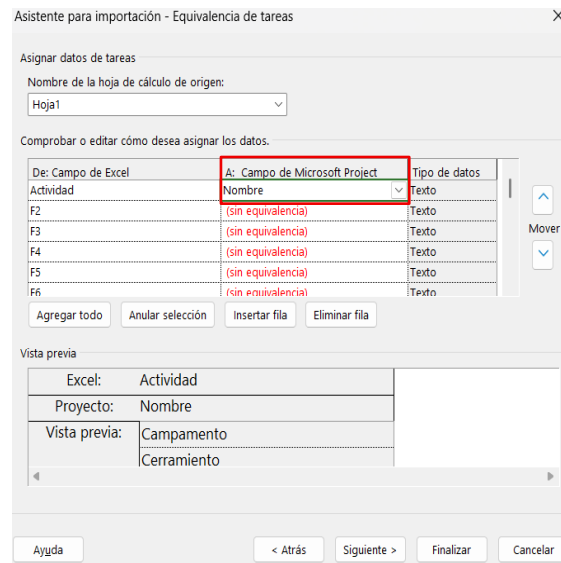 Asistente para importación - Equivalencia de tareas
Asignar datos de tareas
Nombre de la hoja de cálculo de origen:
Hoja1
Comprobar o editar cómo desea asignar los datos.
De: Campo de Excel A: Campo de Microsoft Project Tipo de datos
Actividad Nombre Texto
F2 (sin equivalencia) Texto
F3 (sin equivalencia) Texto
Mover
F4 (sin equivalencia) Texto
F5 (sin equivalencia) Texto
F6 (sin equivalencia) Texto
Agregar todo Anular selección Insertar fila Eliminar fila
Vista previa
Excel: Actividad
Proyecto: Nombre
Vista previa: Campamento
Cerramiento
Ayuda < Atrás Siguiente > Finalizar Cancelar